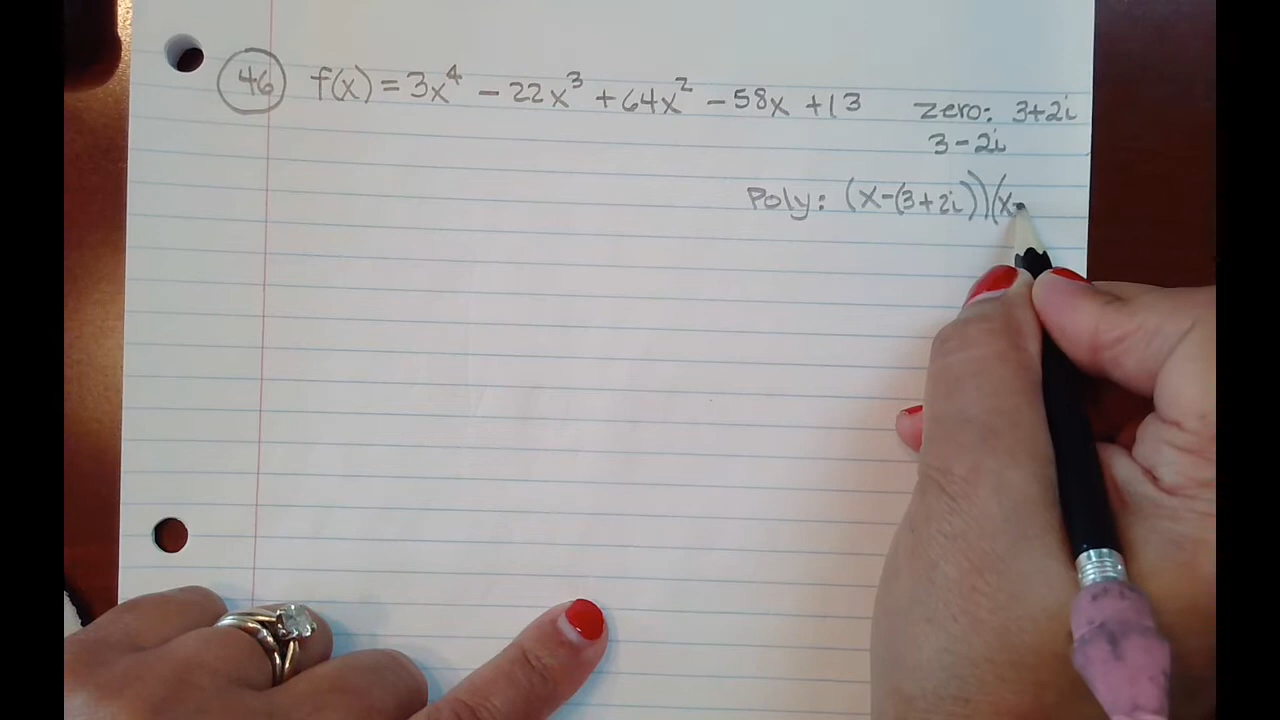 46 f(x) = 3x⁴ - 22x³ + 64x² - 58x + 13
zero: 3+2i
3-2i
Poly: (x-(3+2i))(x-